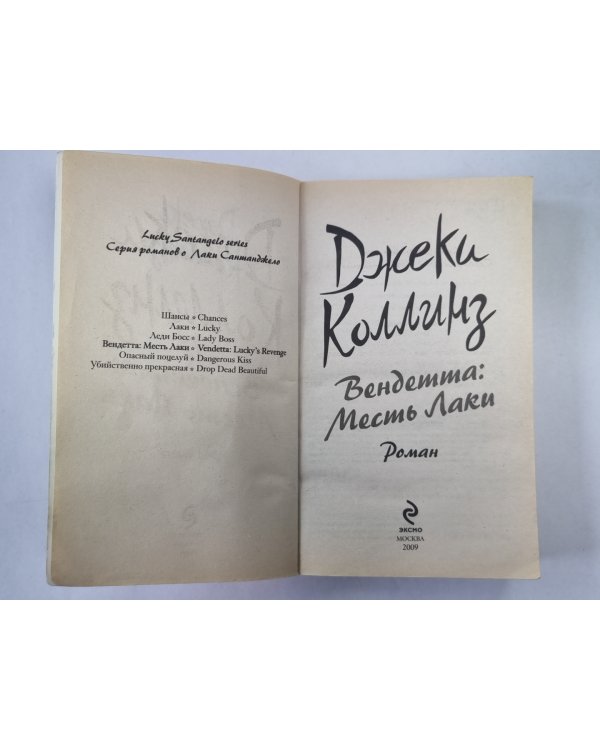 Lucky Santangelo series
Серия романов о Лаки Сантанджело
Шансы * Chances
Лаки * Lucky
Леди Босс * Lady Boss
Вендетта: Месть Лаки * Vendetta: Lucky's Revenge
Опасный поцелуй * Dangerous Kiss
Убийственно прекрасная * Drop Dead Beautiful
Джеки
Коллинз
Вендетта:
Месть Лаки
Роман
ЭКСМО
МОСКВА
2009